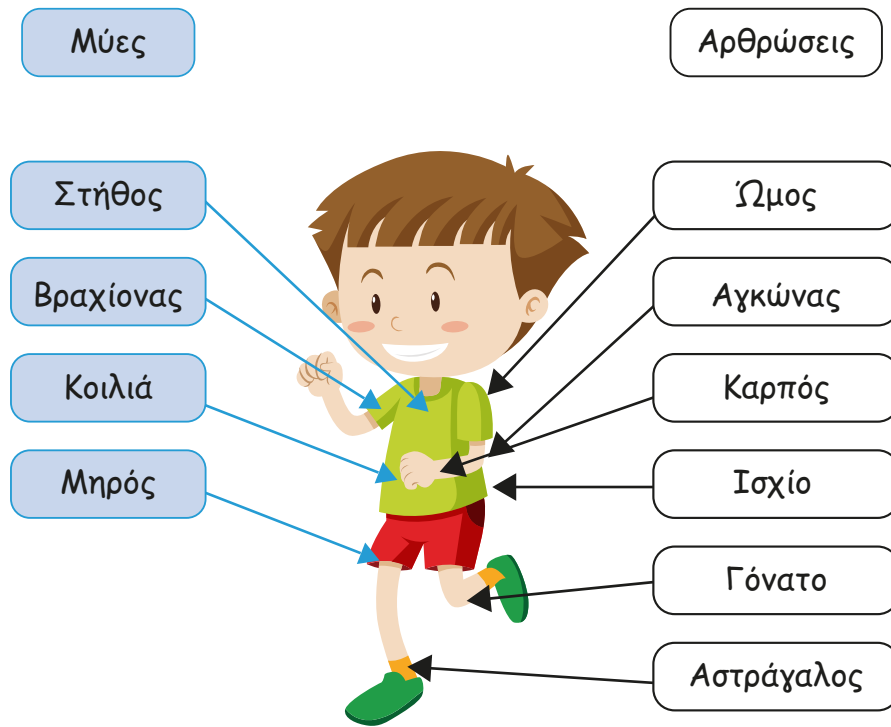 Μύες
Αρθρώσεις
Στήθος
Ώμος
Βραχίονας
Αγκώνας
Κοιλιά
Καρπός
Μηρός
Ισχίο
Γόνατο
Αστράγαλος